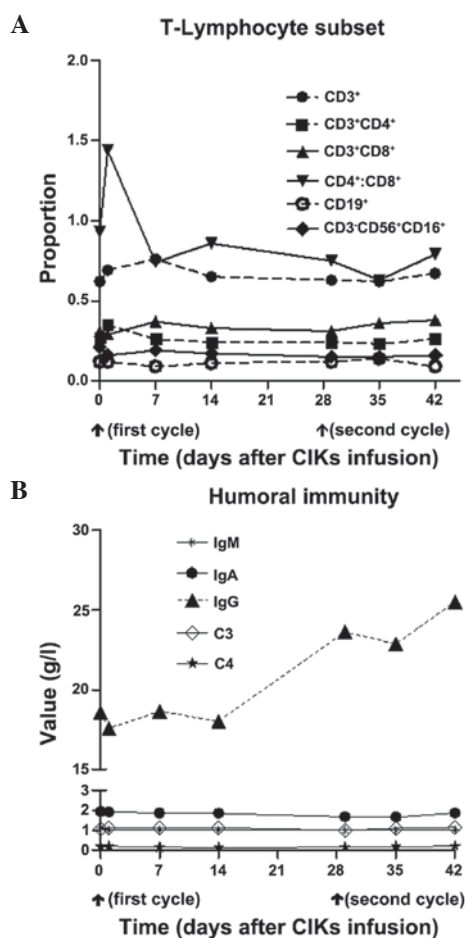 A
T-Lymphocyte subset
2.0
1.5
1.0
0.5
0.0
Proportion
CD3⁺
CD3⁺CD4⁺
CD3⁺CD8⁺
CD4⁺:CD8⁺
CD19⁺
CD3⁻CD56⁺CD16⁺
0 7 14 21 28 35 42
↑ (first cycle) ↑ (second cycle)
Time (days after CIKs infusion)
B
Humoral immunity
30
25
20
15
3
2
1
0
Value (g/l)
IgM
IgA
IgG
C3
C4
0 7 14 21 28 35 42
↑ (first cycle) ↑ (second cycle)
Time (days after CIKs infusion)